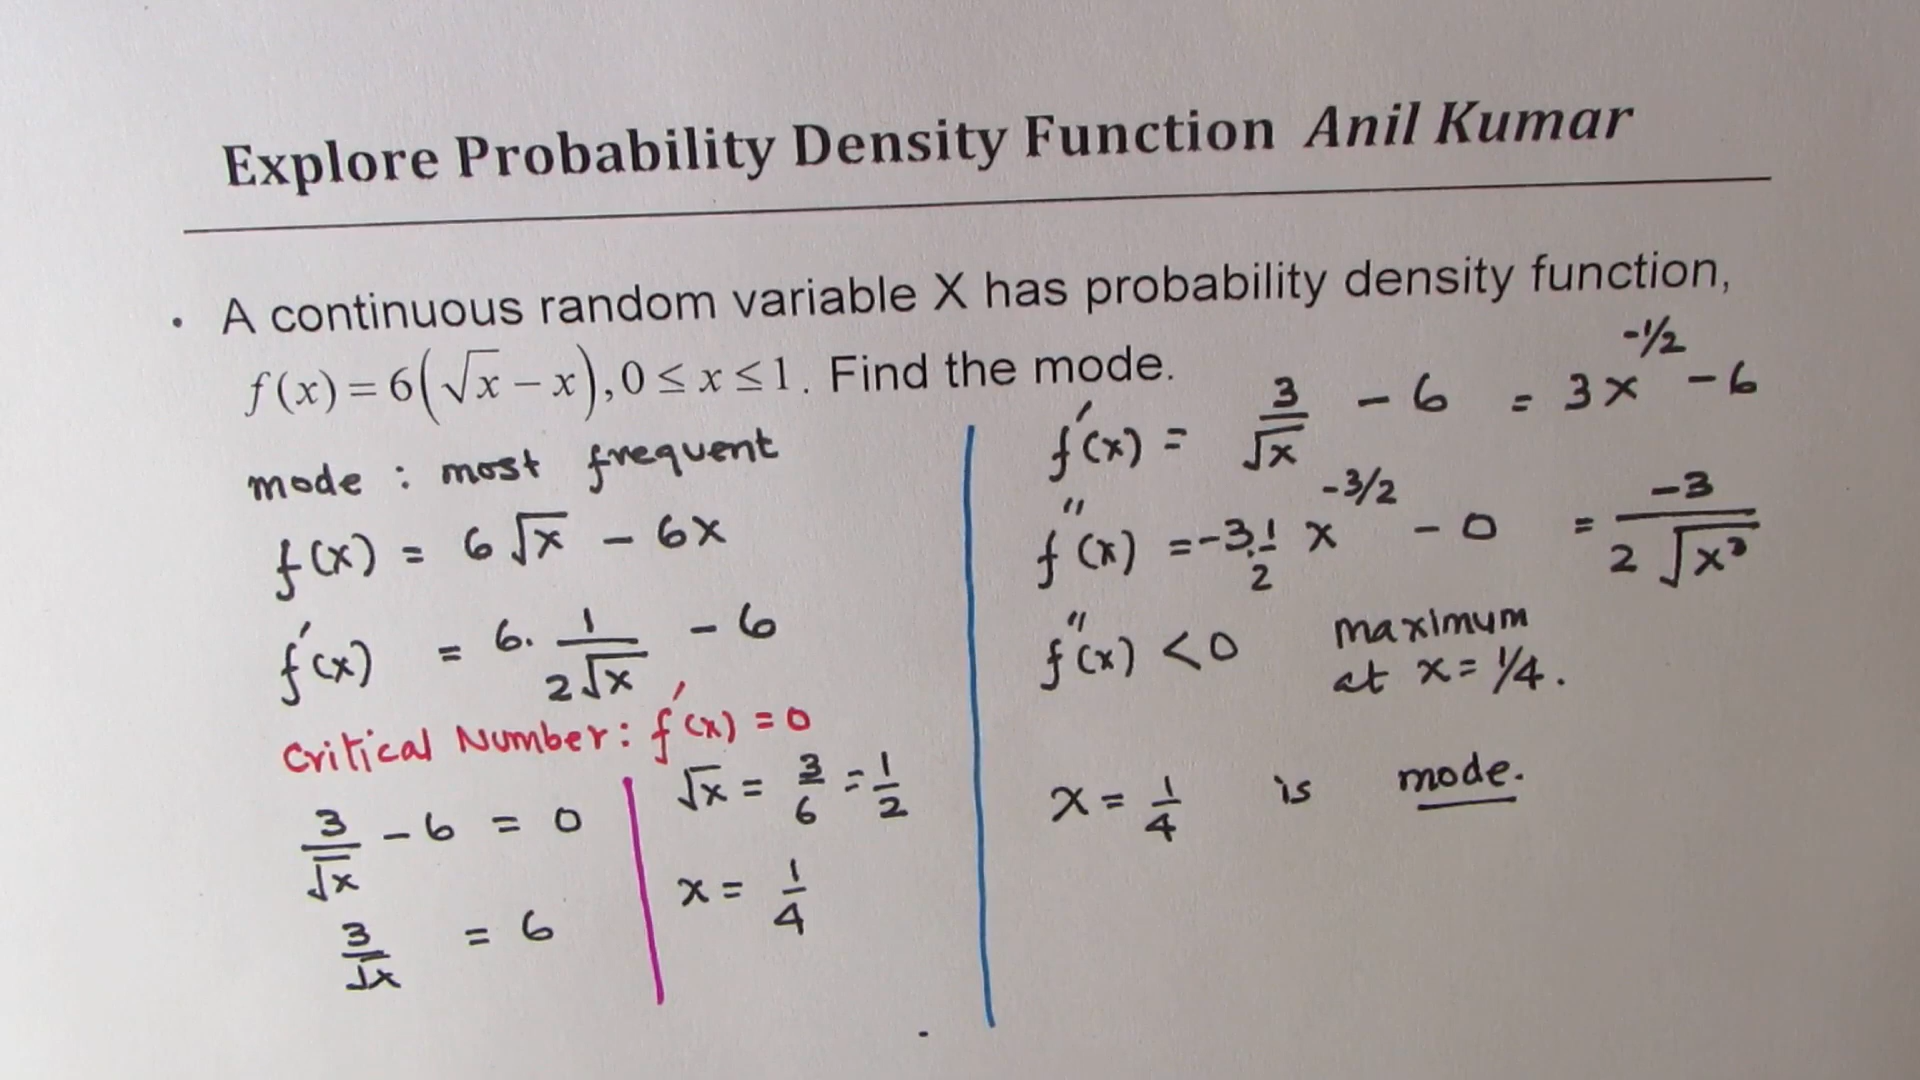 Explore Probability Density Function Anil Kumar
• A continuous random variable X has probability density function,
f(x) = 6(√x − x), 0 ≤ x ≤ 1. Find the mode.
mode : most frequent
f(x) = 6√x − 6x
f'(x) = 6. 1/(2√x) − 6
Critical Number: f'(x) = 0
3/√x − 6 = 0
3/√x = 6
√x = 3/6 = 1/2
x = 1/4
f'(x) = 3/√x − 6 = 3x^(-1/2) − 6
f''(x) = −3·1/2 x^(-3/2) − 0 = −3/(2√x³)
f''(x) < 0 maximum
at x = 1/4.
x = 1/4 is mode.